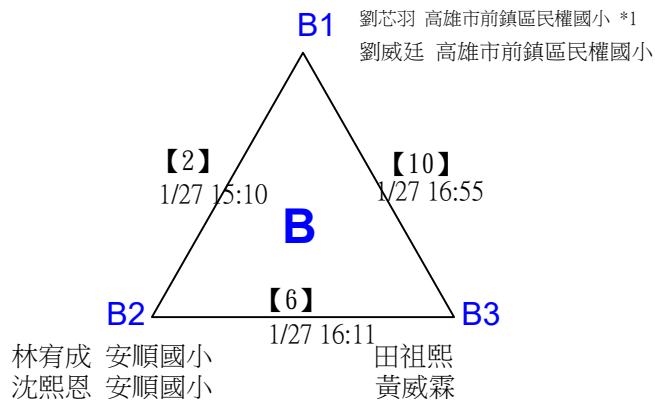 B1
劉芯羽 高雄市前鎮區民權國小 *1
劉威廷 高雄市前鎮區民權國小
【2】
1/27 15:10
【10】
1/27 16:55
B
B2
【6】
1/27 16:11
B3
林宥成 安順國小
沈熙恩 安順國小
田祖熙
黃威霖